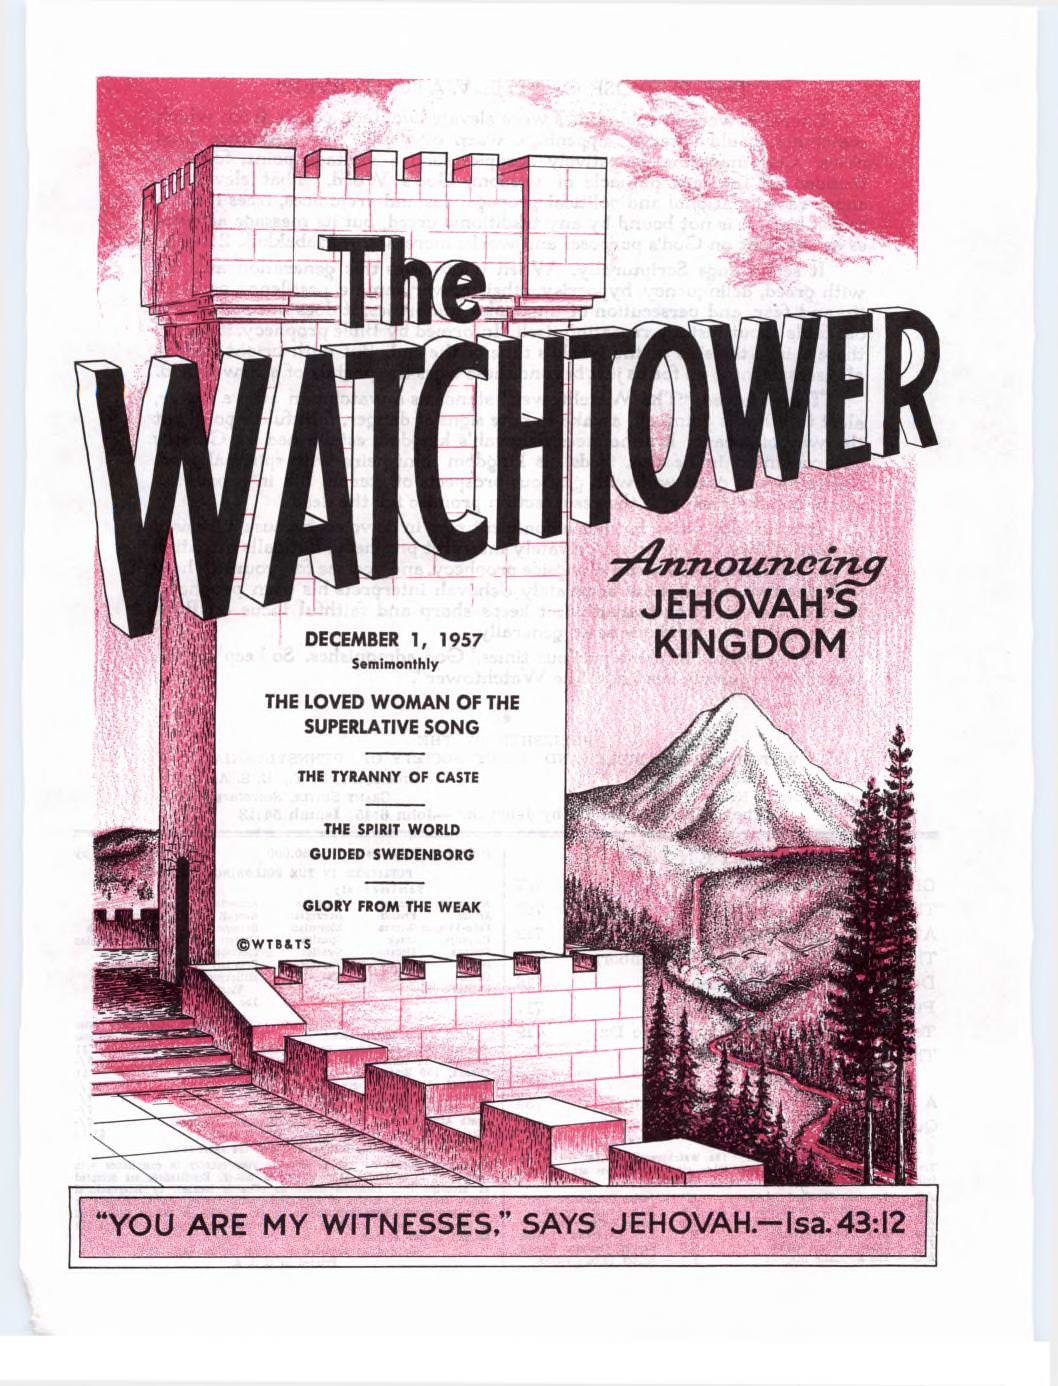 The
WATCHTOWER
Announcing
JEHOVAH'S
KINGDOM
DECEMBER 1, 1957
Semimonthly
THE LOVED WOMAN OF THE
SUPERLATIVE SONG
THE TYRANNY OF CASTE
THE SPIRIT WORLD
GUIDED SWEDENBORG
GLORY FROM THE WEAK
©WTB&TS
"YOU ARE MY WITNESSES," SAYS JEHOVAH.—Isa. 43:12